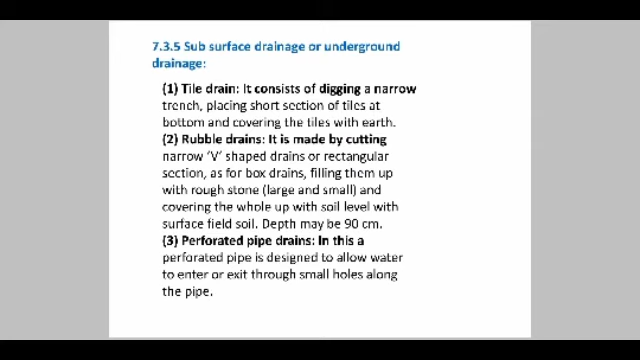 7.3.5 Sub surface drainage or underground
drainage:
(1) Tile drain: It consists of digging a narrow
trench, placing short section of tiles at
bottom and covering the tiles with earth.
(2) Rubble drains: It is made by cutting
narrow ‘V’ shaped drains or rectangular
section, as for box drains, filling them up
with rough stone (large and small) and
covering the whole up with soil level with
surface field soil. Depth may be 90 cm.
(3) Perforated pipe drains: In this a
perforated pipe is designed to allow water
to enter or exit through small holes along
the pipe.